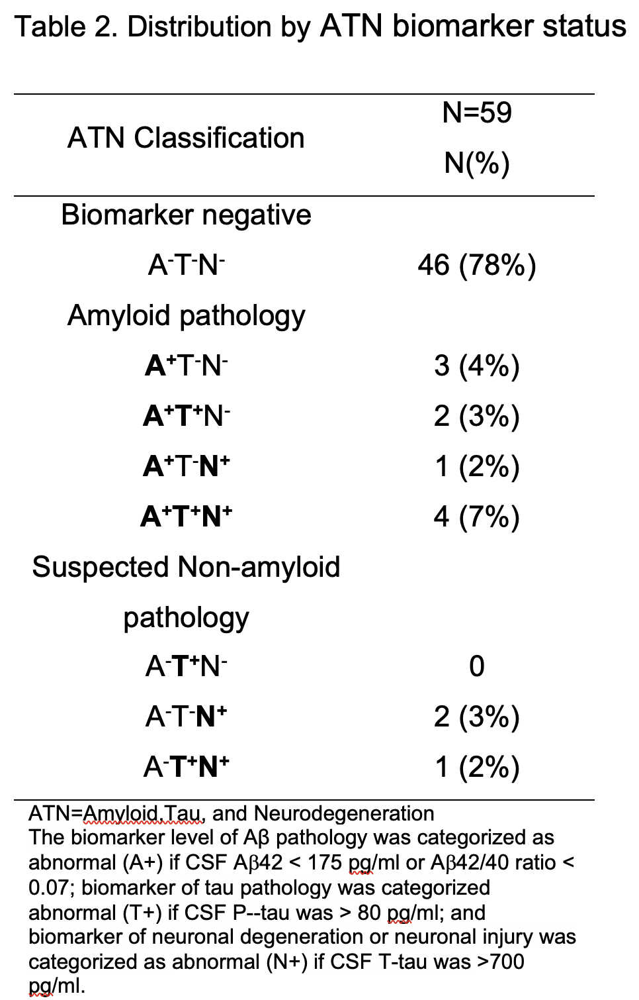 Table 2. Distribution by ATN biomarker status
N=59
ATN Classification
N(%)
Biomarker negative
A⁻T⁻N⁻ 46 (78%)
Amyloid pathology
A⁺T⁻N⁻ 3 (4%)
A⁺T⁺N⁻ 2 (3%)
A⁺T⁻N⁺ 1 (2%)
A⁺T⁺N⁺ 4 (7%)
Suspected Non-amyloid
pathology
A⁻T⁺N⁻ 0
A⁻T⁻N⁺ 2 (3%)
A⁻T⁺N⁺ 1 (2%)
ATN=Amyloid,Tau, and Neurodegeneration
The biomarker level of Aβ pathology was categorized as
abnormal (A+) if CSF Aβ42 < 175 pg/ml or Aβ42/40 ratio <
0.07; biomarker of tau pathology was categorized
abnormal (T+) if CSF P--tau was > 80 pg/ml; and
biomarker of neuronal degeneration or neuronal injury was
categorized as abnormal (N+) if CSF T-tau was >700
pg/ml.